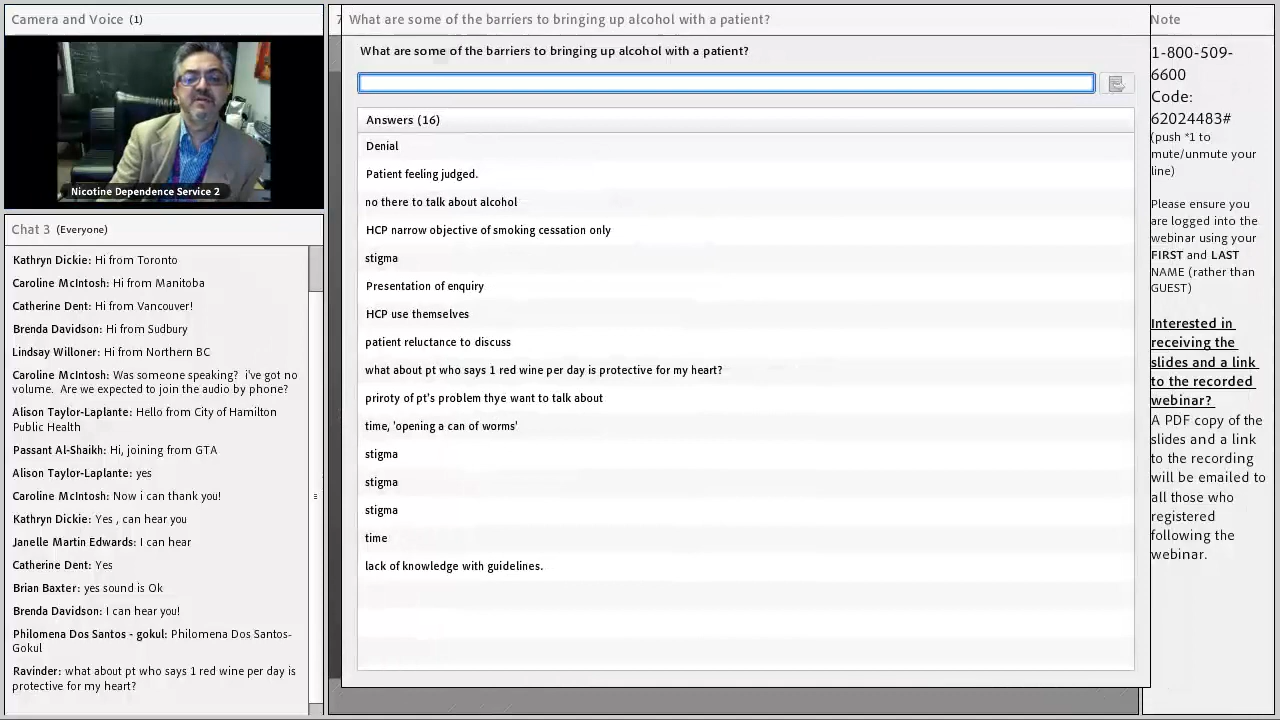 Camera and Voice (1)
Nicotine Dependence Service 2
Chat 3 (Everyone)
Kathryn Dickie: Hi from Toronto
Caroline McIntosh: Hi from Manitoba
Catherine Dent: Hi from Vancouver!
Brenda Davidson: Hi from Sudbury
Lindsay Willoner: Hi from Northern BC
Caroline McIntosh: Was someone speaking? i've got no
volume. Are we expected to join the audio by phone?
Alison Taylor-Laplante: Hello from City of Hamilton
Public Health
Passant Al-Shaikh: Hi, joining from GTA
Alison Taylor-Laplante: yes
Caroline McIntosh: Now i can thank you!
Kathryn Dickie: Yes , can hear you
Janelle Martin Edwards: I can hear
Catherine Dent: Yes
Brian Baxter: yes sound is Ok
Brenda Davidson: I can hear you!
Philomena Dos Santos - gokul: Philomena Dos Santos-
Gokul
Ravinder: what about pt who says 1 red wine per day is
protective for my heart?
7
What are some of the barriers to bringing up alcohol with a patient?
What are some of the barriers to bringing up alcohol with a patient?
Answers (16)
Denial
Patient feeling judged.
no there to talk about alcohol
HCP narrow objective of smoking cessation only
stigma
Presentation of enquiry
HCP use themselves
patient reluctance to discuss
what about pt who says 1 red wine per day is protective for my heart?
priroty of pt's problem thye want to talk about
time, 'opening a can of worms'
stigma
stigma
stigma
time
lack of knowledge with guidelines.
Note
1-800-509-
6600
Code:
62024483#
(push *1 to
mute/unmute your
line)
Please ensure you
are logged into the
webinar using your
FIRST and LAST
NAME (rather than
GUEST)
Interested in
receiving the
slides and a link
to the recorded
webinar?
A PDF copy of the
slides and a link
to the recording
will be emailed to
all those who
registered
following the
webinar.